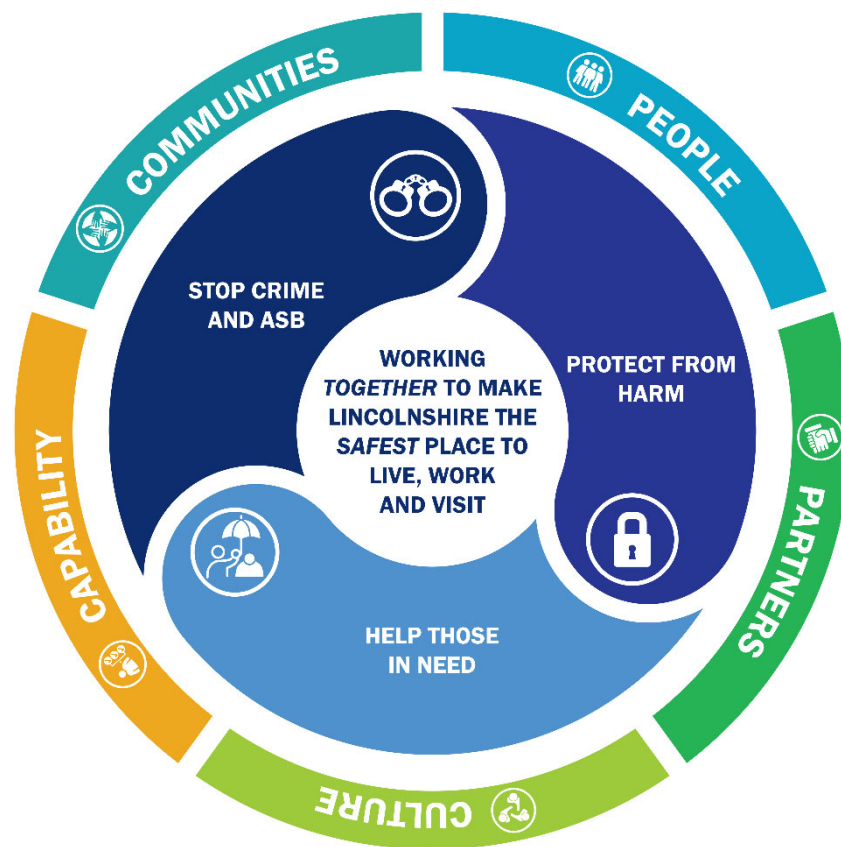 COMMUNITIES
PEOPLE
STOP CRIME
AND ASB
PROTECT FROM
HARM
WORKING
TOGETHER TO MAKE
LINCOLNSHIRE THE
SAFEST PLACE TO
LIVE, WORK
AND VISIT
CAPABILITY
PARTNERS
HELP THOSE
IN NEED
CULTURE